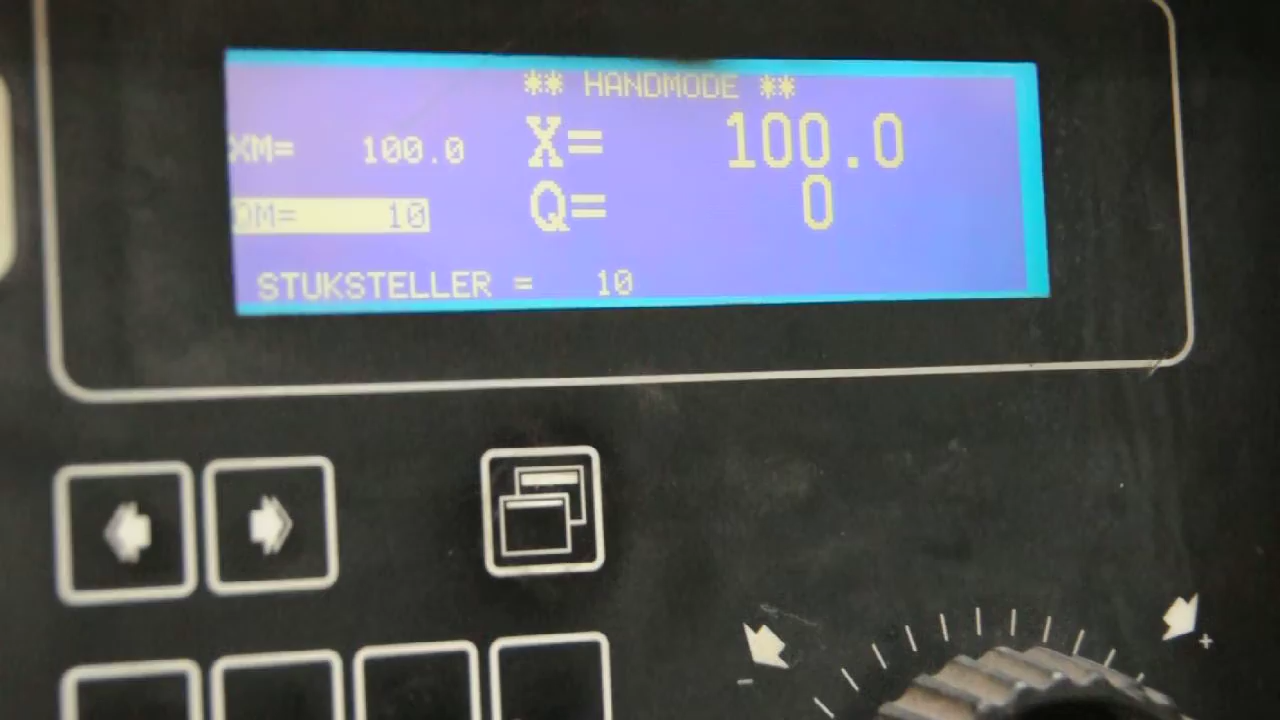 ** HANDMODE **
XM= 100.0 X= 100.0
QM= 10 Q= 0
STUKSTELLER = 10
- +